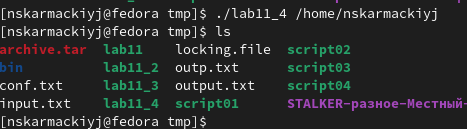 [nskarmackiyj@fedora tmp]$ ./lab11_4 /home/nskarmackiyj
[nskarmackiyj@fedora tmp]$ ls
archive.tar lab11 locking.file script02
bin lab11_2 outp.txt script03
conf.txt lab11_3 output.txt script04
input.txt lab11_4 script01 STALKER-разное-Местный-
[nskarmackiyj@fedora tmp]$